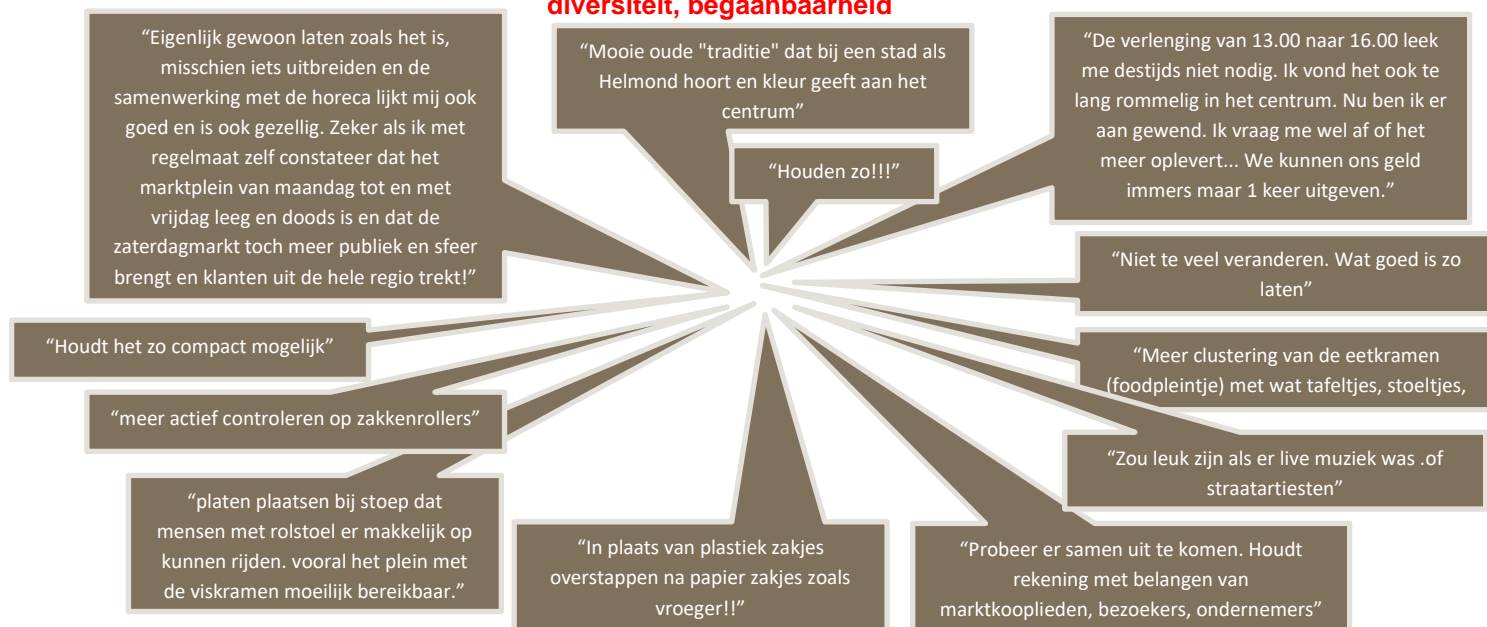 diversiteit, begaanbaarheid
“Eigenlijk gewoon laten zoals het is,
misschien iets uitbreiden en de
samenwerking met de horeca lijkt mij ook
goed en is ook gezellig. Zeker als ik met
regelmaat zelf constateer dat het
marktplein van maandag tot en met
vrijdag leeg en doods is en dat de
zaterdagmarkt toch meer publiek en sfeer
brengt en klanten uit de hele regio trekt!”
“Mooie oude "traditie" dat bij een stad als
Helmond hoort en kleur geeft aan het
centrum”
“Houden zo!!!”
“De verlenging van 13.00 naar 16.00 leek
me destijds niet nodig. Ik vond het ook te
lang rommelig in het centrum. Nu ben ik er
aan gewend. Ik vraag me wel af of het
meer oplevert... We kunnen ons geld
immers maar 1 keer uitgeven.”
“Niet te veel veranderen. Wat goed is zo
laten”
“Houdt het zo compact mogelijk”
“Meer clustering van de eetkramen
(foodpleintje) met wat tafeltjes, stoeltjes,
“meer actief controleren op zakkenrollers”
“Zou leuk zijn als er live muziek was .of
straatartiesten”
“platen plaatsen bij stoep dat
mensen met rolstoel er makkelijk op
kunnen rijden. vooral het plein met
de viskramen moeilijk bereikbaar.”
“In plaats van plastiek zakjes
overstappen na papier zakjes zoals
vroeger!!”
“Probeer er samen uit te komen. Houdt
rekening met belangen van
marktkooplieden, bezoekers, ondernemers”